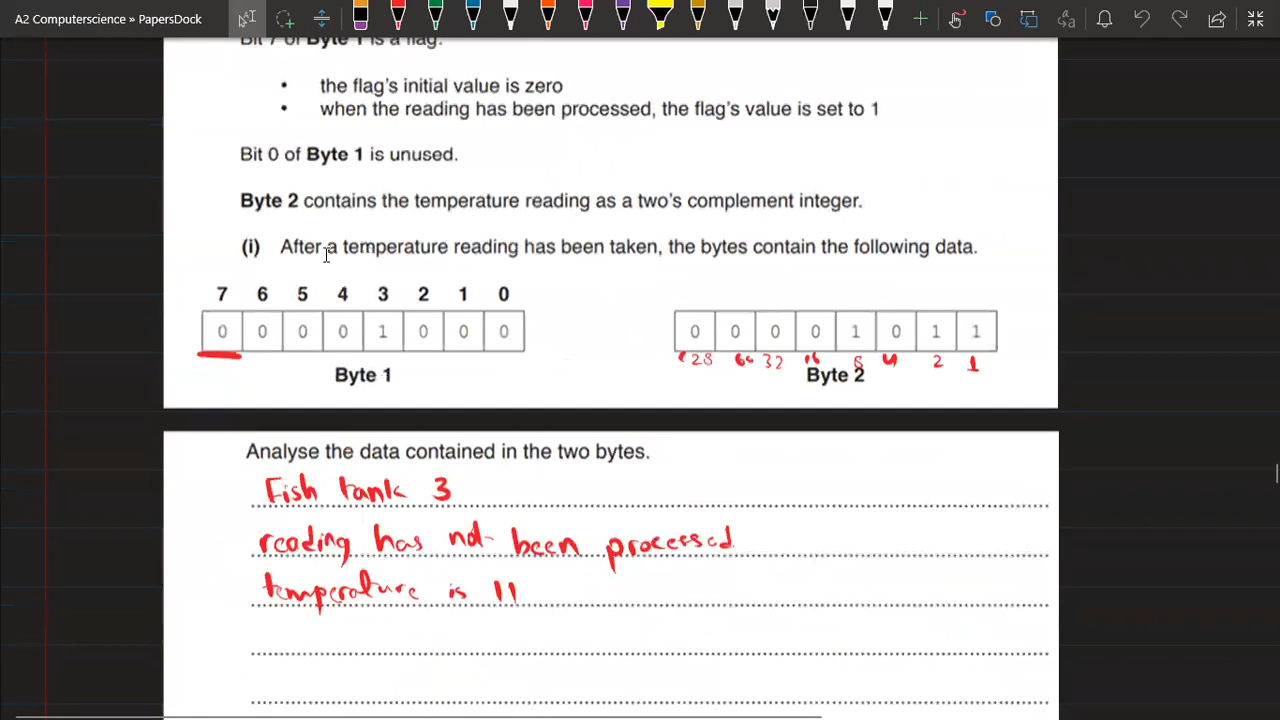 A2 Computerscience » PapersDock
Bit 7 of Byte 1 is a flag:
• the flag's initial value is zero
• when the reading has been processed, the flag's value is set to 1
Bit 0 of Byte 1 is unused.
Byte 2 contains the temperature reading as a two's complement integer.
(i) After a temperature reading has been taken, the bytes contain the following data.
7 6 5 4 3 2 1 0
0 0 0 0 1 0 0 0 0 0 0 0 1 0 1 1
128 64 32 16 8 4 2 1
Byte 1 Byte 2
Analyse the data contained in the two bytes.
Fish tank 3
reading has not been processed.
temperature is 11